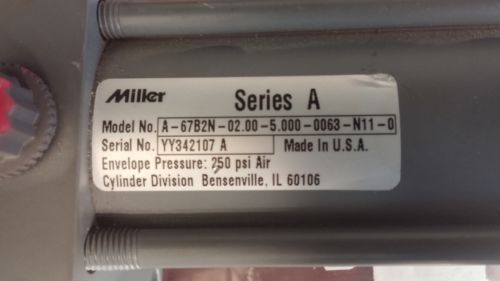 Miller Series A
Model No. A-67B2N-02.00-5.000-0063-N11-0
Serial No. YY342107 A Made in U.S.A.
Envelope Pressure: 250 psi Air
Cylinder Division Bensenville, IL 60106